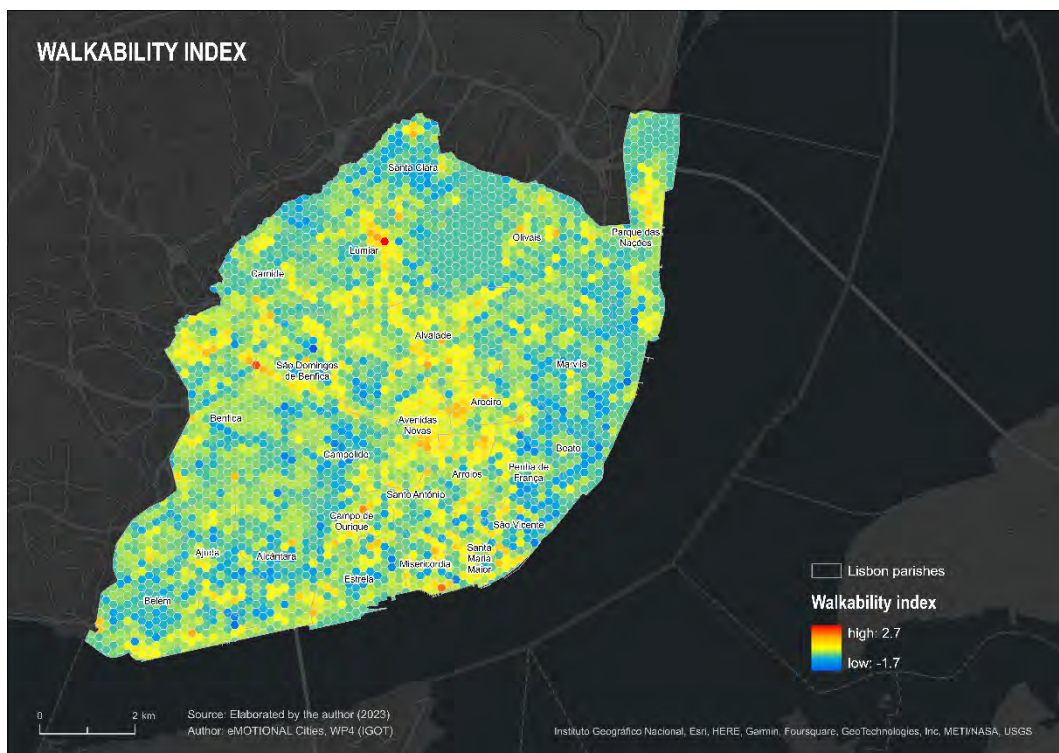 WALKABILITY INDEX
Santa Clara
Lumiar
Olivais
Parque das
Nações
Carnide
Alvalade
São Domingos
de Benfica
Marvila
Benfica
Areeiro
Avenidas
Novas
Campolide
Beato
Arroios
Penha de
França
Santo António
Campo de
Ourique
São Vicente
Ajuda
Alcântara
Misericórdia
Santa
Maria
Maior
Estrela
Belém
Lisbon parishes
Walkability index
high: 2.7
low: -1.7
0 2 km
Source: Elaborated by the author (2023)
Author: eMOTIONAL Cities, WP4 (IGOT)
Instituto Geográfico Nacional, Esri, HERE, Garmin, Foursquare, GeoTechnologies, Inc, METI/NASA, USGS